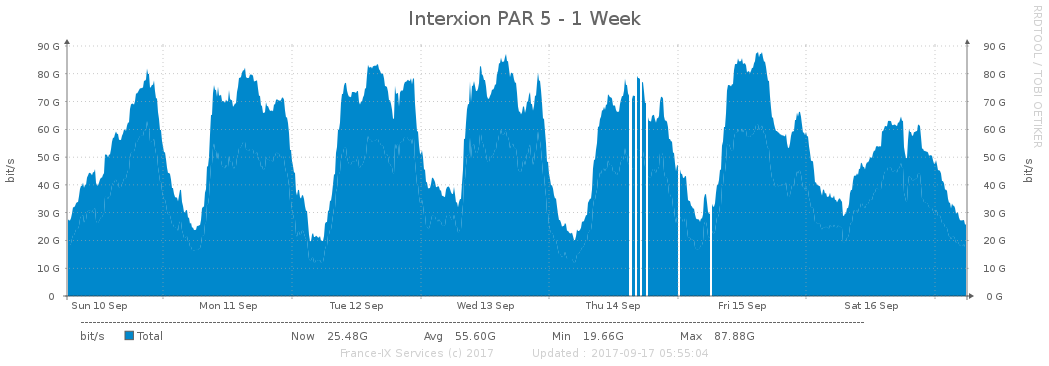 Interxion PAR 5 - 1 Week
RRDTOOL / TOBI OETIKER
90 G 90 G
80 G 80 G
70 G 70 G
60 G 60 G
50 G 50 G
40 G 40 G
30 G 30 G
20 G 20 G
10 G 10 G
0 0 G
bit/s
bit/s
Sun 10 Sep Mon 11 Sep Tue 12 Sep Wed 13 Sep Thu 14 Sep Fri 15 Sep Sat 16 Sep
bit/s Total Now 25.48G Avg 55.60G Min 19.66G Max 87.88G
France-IX Services (c) 2017 Updated : 2017-09-17 05:55:04